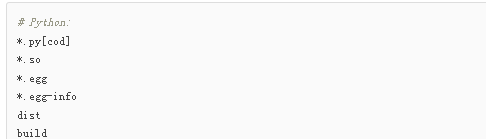 # Python:
*.py[cod]
*.so
*.egg
*.egg-info
dist
build